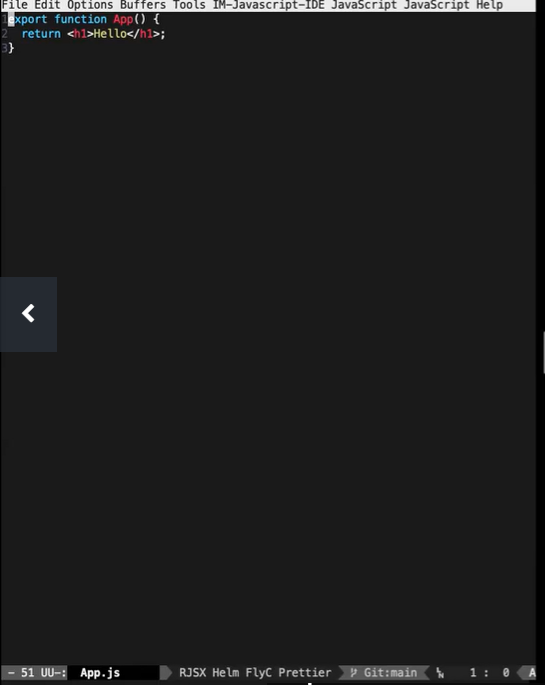 File Edit Options Buffers Tools IM-Javascript-IDE JavaScript JavaScript Help
1 export function App() {
2   return <h1>Hello</h1>;
3 }
- 51 UU-: App.js RJSX Helm FlyC Prettier Git:main 1 : 0 A